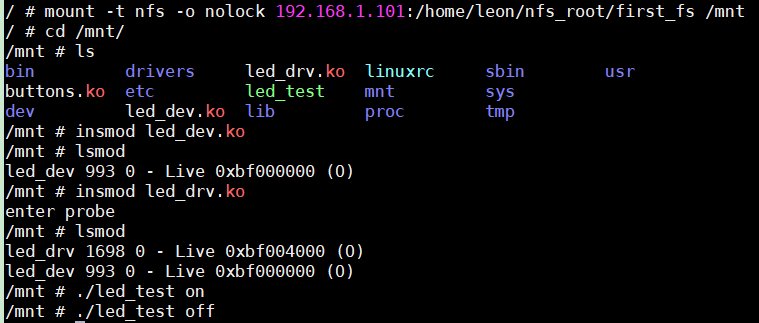 / # mount -t nfs -o nolock 192.168.1.101:/home/leon/nfs_root/first_fs /mnt
/ # cd /mnt/
/mnt # ls
bin drivers led_drv.ko linuxrc sbin usr
buttons.ko etc led_test mnt sys
dev led_dev.ko lib proc tmp
/mnt # insmod led_dev.ko
/mnt # lsmod
led_dev 993 0 - Live 0xbf000000 (O)
/mnt # insmod led_drv.ko
enter probe
/mnt # lsmod
led_drv 1698 0 - Live 0xbf004000 (O)
led_dev 993 0 - Live 0xbf000000 (O)
/mnt # ./led_test on
/mnt # ./led_test off